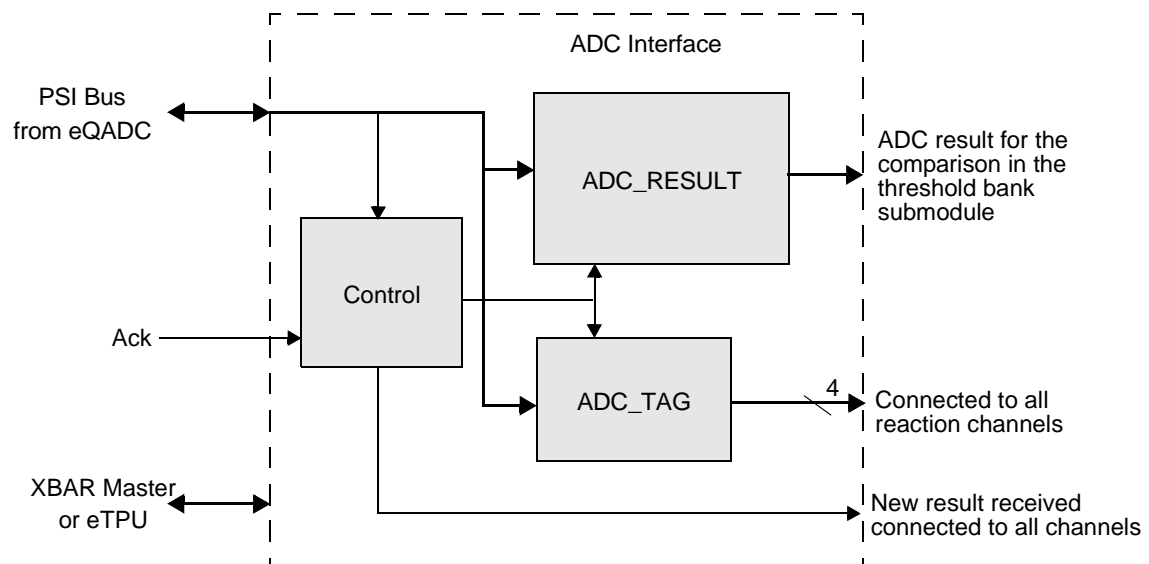 ADC Interface
PSI Bus
from eQADC
ADC_RESULT
ADC result for the
comparison in the
threshold bank
submodule
Control
Ack
ADC_TAG
4
Connected to all
reaction channels
XBAR Master
or eTPU
New result received
connected to all channels